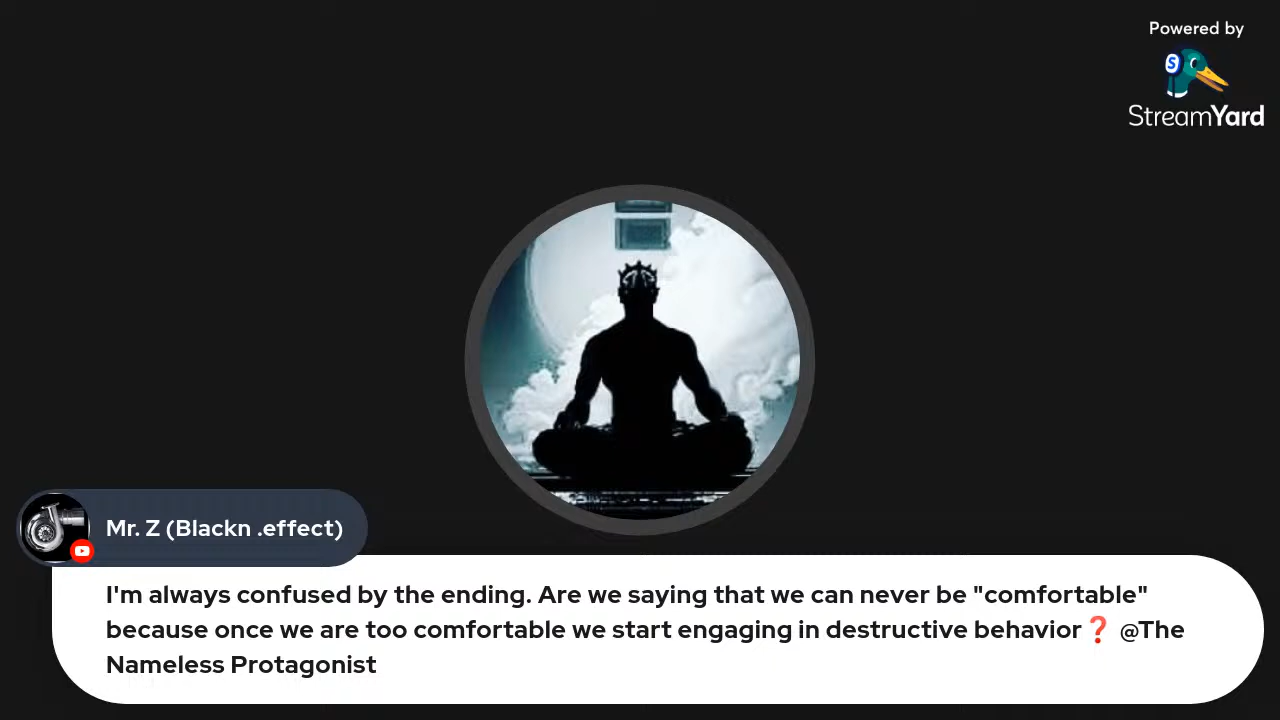 Powered by
S
StreamYard
Mr. Z (Blackn .effect)
I'm always confused by the ending. Are we saying that we can never be "comfortable"
because once we are too comfortable we start engaging in destructive behavior❓ @The
Nameless Protagonist